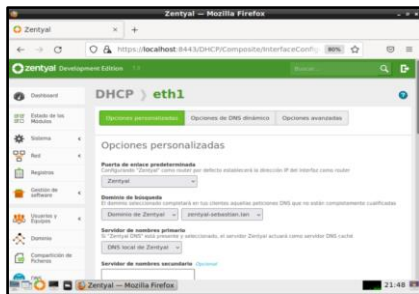 Zentyal — Mozilla Firefox
Zentyal
https://localhost:8443/DHCP/Composite/InterfaceConfig
80%
zentyal Development Edition
Buscar...
Dashboard
DHCP
eth1
Estado de los
Módulos
Opciones personalizadas
Opciones de DNS dinámico
Opciones avanzadas
Sistema
Red
Opciones personalizadas
Registros
Puerta de enlace predeterminada
Configurando "Zentyal" como router por defecto establecerá la dirección IP del interfaz como router
Gestión de
software
Zentyal
Dominio de búsqueda
El dominio seleccionado completará en tus clientes aquellas peticiones DNS que no están completamente cualificadas
Usuarios y
Equipos
Dominio de Zentyal
zentyal-sebastian.lan
Dominio
Servidor de nombres primario
Si "Zentyal DNS" está presente y seleccionado, el servidor Zentyal actuará como servidor DNS caché
Compartición de
Ficheros
DNS local de Zentyal
DNS
Servidor de nombres secundario Opcional
Zentyal — Mozilla Firefox
21:48